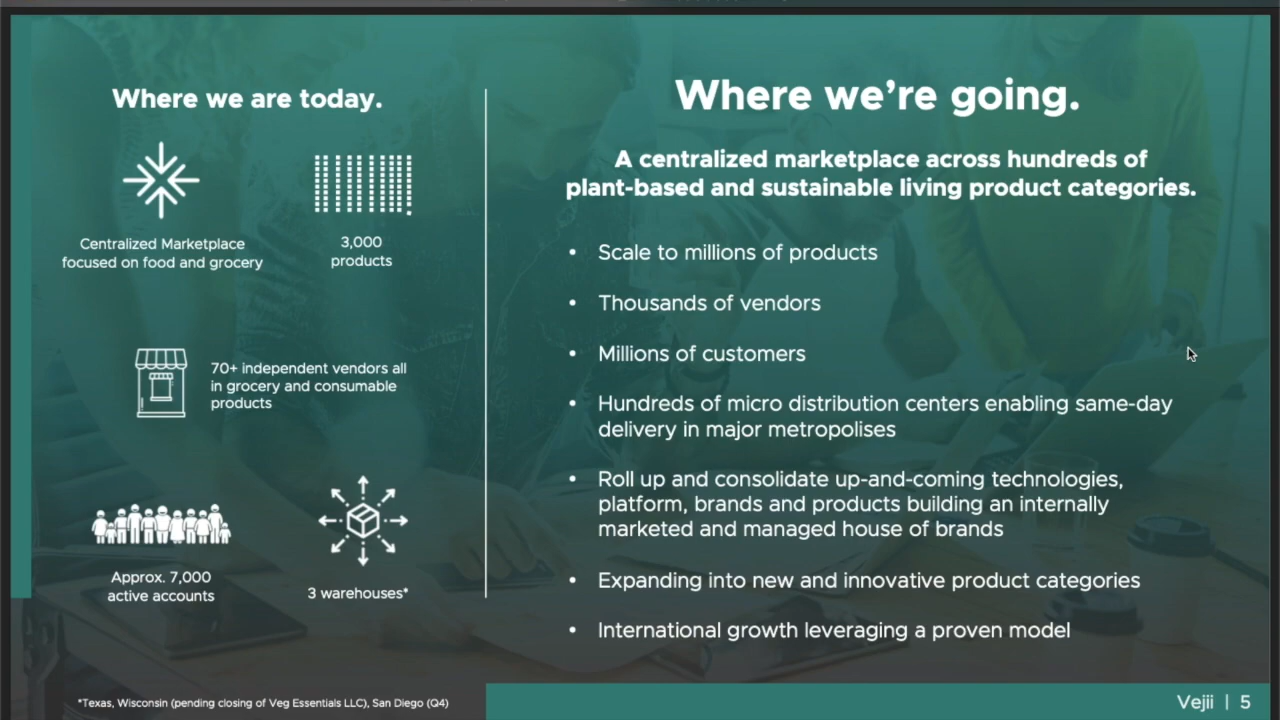 Where we are today.
Centralized Marketplace
focused on food and grocery
3,000
products
70+ independent vendors all
in grocery and consumable
products
Approx. 7,000
active accounts
3 warehouses*
*Texas, Wisconsin (pending closing of Veg Essentials LLC), San Diego (Q4)
Where we're going.
A centralized marketplace across hundreds of
plant-based and sustainable living product categories.
• Scale to millions of products
• Thousands of vendors
• Millions of customers
• Hundreds of micro distribution centers enabling same-day
delivery in major metropolises
• Roll up and consolidate up-and-coming technologies,
platform, brands and products building an internally
marketed and managed house of brands
• Expanding into new and innovative product categories
• International growth leveraging a proven model
Vejii | 5